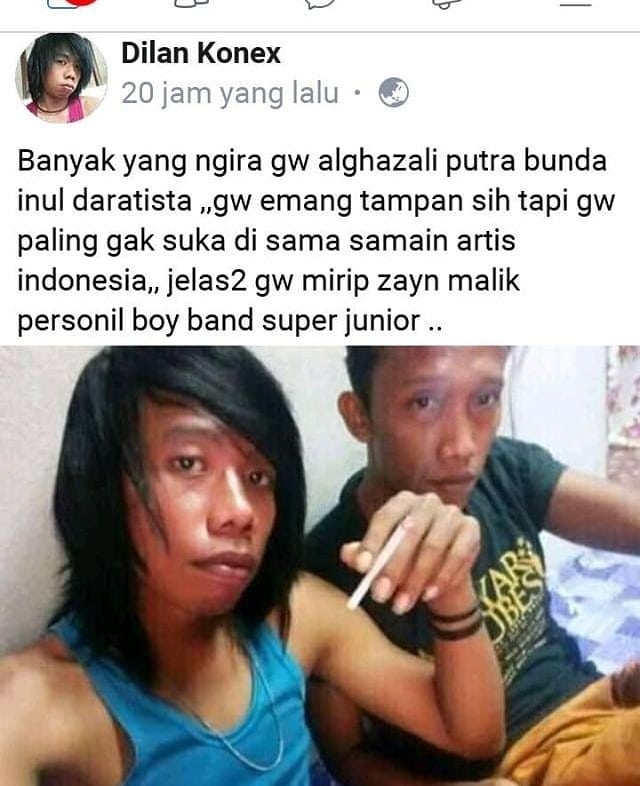 Dilan Konex
20 jam yang lalu ·
Banyak yang ngira gw alghazali putra bunda
inul daratista ,,gw emang tampan sih tapi gw
paling gak suka di sama samain artis
indonesia,, jelas2 gw mirip zayn malik
personil boy band super junior ..